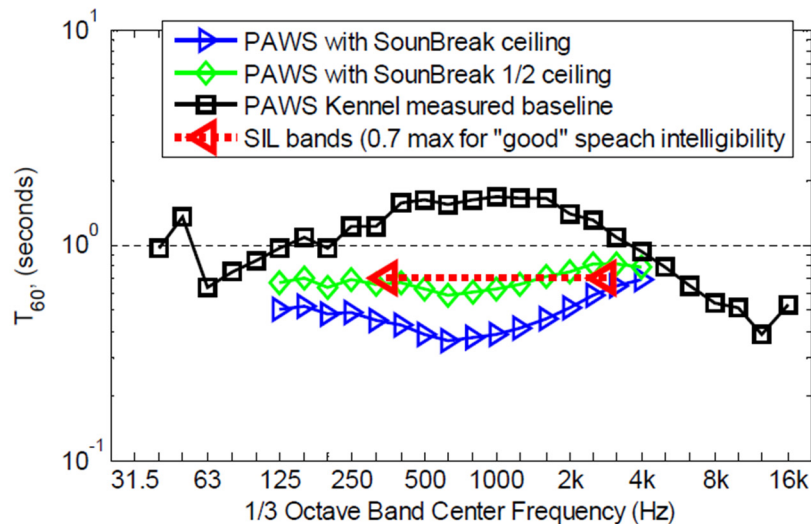 PAWS with SounBreak ceiling
PAWS with SounBreak 1/2 ceiling
PAWS Kennel measured baseline
SIL bands (0.7 max for "good" speach intelligibility
10^1
10^0
10^-1
T_60, (seconds)
31.5 63 125 250 500 1000 2k 4k 8k 16k
1/3 Octave Band Center Frequency (Hz)